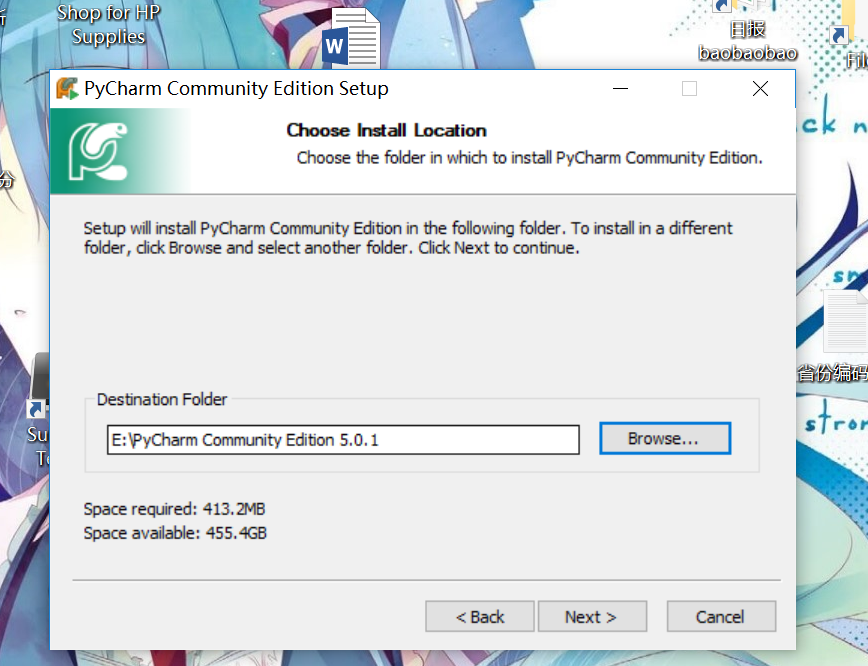 Shop for HP
Supplies
W
日报
baobaobao
PyCharm Community Edition Setup
Choose Install Location
Choose the folder in which to install PyCharm Community Edition.
Setup will install PyCharm Community Edition in the following folder. To install in a different
folder, click Browse and select another folder. Click Next to continue.
省份编码
Destination Folder
E:\PyCharm Community Edition 5.0.1
Browse...
Space required: 413.2MB
Space available: 455.4GB
< Back
Next >
Cancel